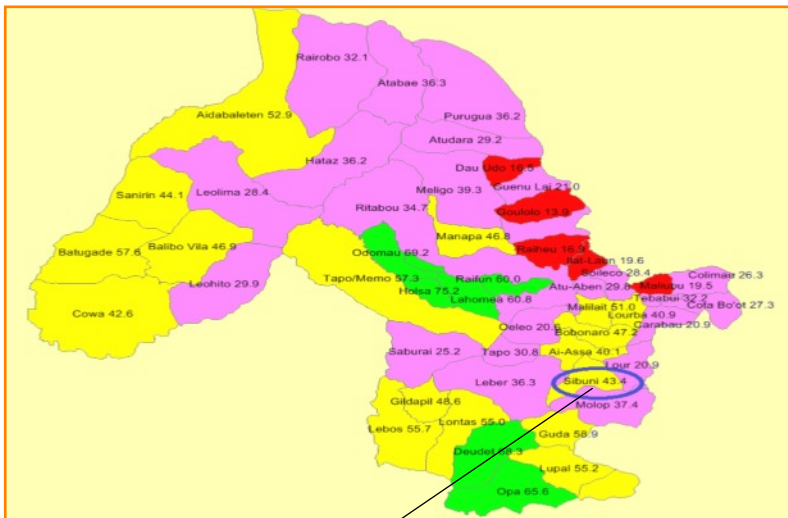 Rairobo 32.1
Atabae 36.3
Purugua 36.2
Aidabaleten 52.9
Atudara 29.2
Hataz 36.2
Dau Udo 16.5
Guenu Lai 21.0
Leolima 28.4
Meligo 39.3
Sanirin 44.1
Ritabou 34.7
Goulolo 13.9
Manapa 46.8
Balibo Vila 46.9
Odomau 69.2
Raiheu 16.9
Batugade 57.6
Ilat-Laun 19.6
Soileco 28.4
Colimau 26.3
Tapo/Memo 57.3
Raifun 60.0
Leohito 29.9
Holsa 75.2
Atu-Aben 29.8
Maliubu 19.5
Tebabui 32.2
Lahomea 60.8
Cota Bo'ot 27.3
Malilait 51.0
Cowa 42.6
Lourba 40.9
Oeleo 20.6
Carabau 20.9
Bobonaro 47.2
Saburai 25.2
Tapo 30.8
Ai-Assa 40.1
Lour 20.9
Leber 36.3
Sibuni 43.4
Gildapil 48.6
Molop 37.4
Lontas 55.0
Lebos 55.7
Guda 58.9
Deudet
Lupal 55.2
Opa 65.6